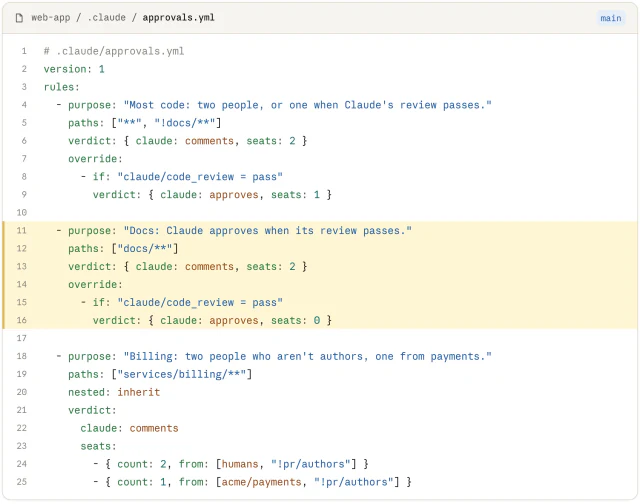 web-app / .claude / approvals.yml
main
1 # .claude/approvals.yml
2 version: 1
3 rules:
4   - purpose: "Most code: two people, or one when Claude's review passes."
5     paths: ["**", "!docs/**"]
6     verdict: { claude: comments, seats: 2 }
7     override:
8       - if: "claude/code_review = pass"
9         verdict: { claude: approves, seats: 1 }
10
11   - purpose: "Docs: Claude approves when its review passes."
12     paths: ["docs/**"]
13     verdict: { claude: comments, seats: 2 }
14     override:
15       - if: "claude/code_review = pass"
16         verdict: { claude: approves, seats: 0 }
17
18   - purpose: "Billing: two people who aren't authors, one from payments."
19     paths: ["services/billing/**"]
20     nested: inherit
21     verdict:
22       claude: comments
23       seats:
24         - { count: 2, from: [humans, "!pr/authors"] }
25         - { count: 1, from: [acme/payments, "!pr/authors"] }